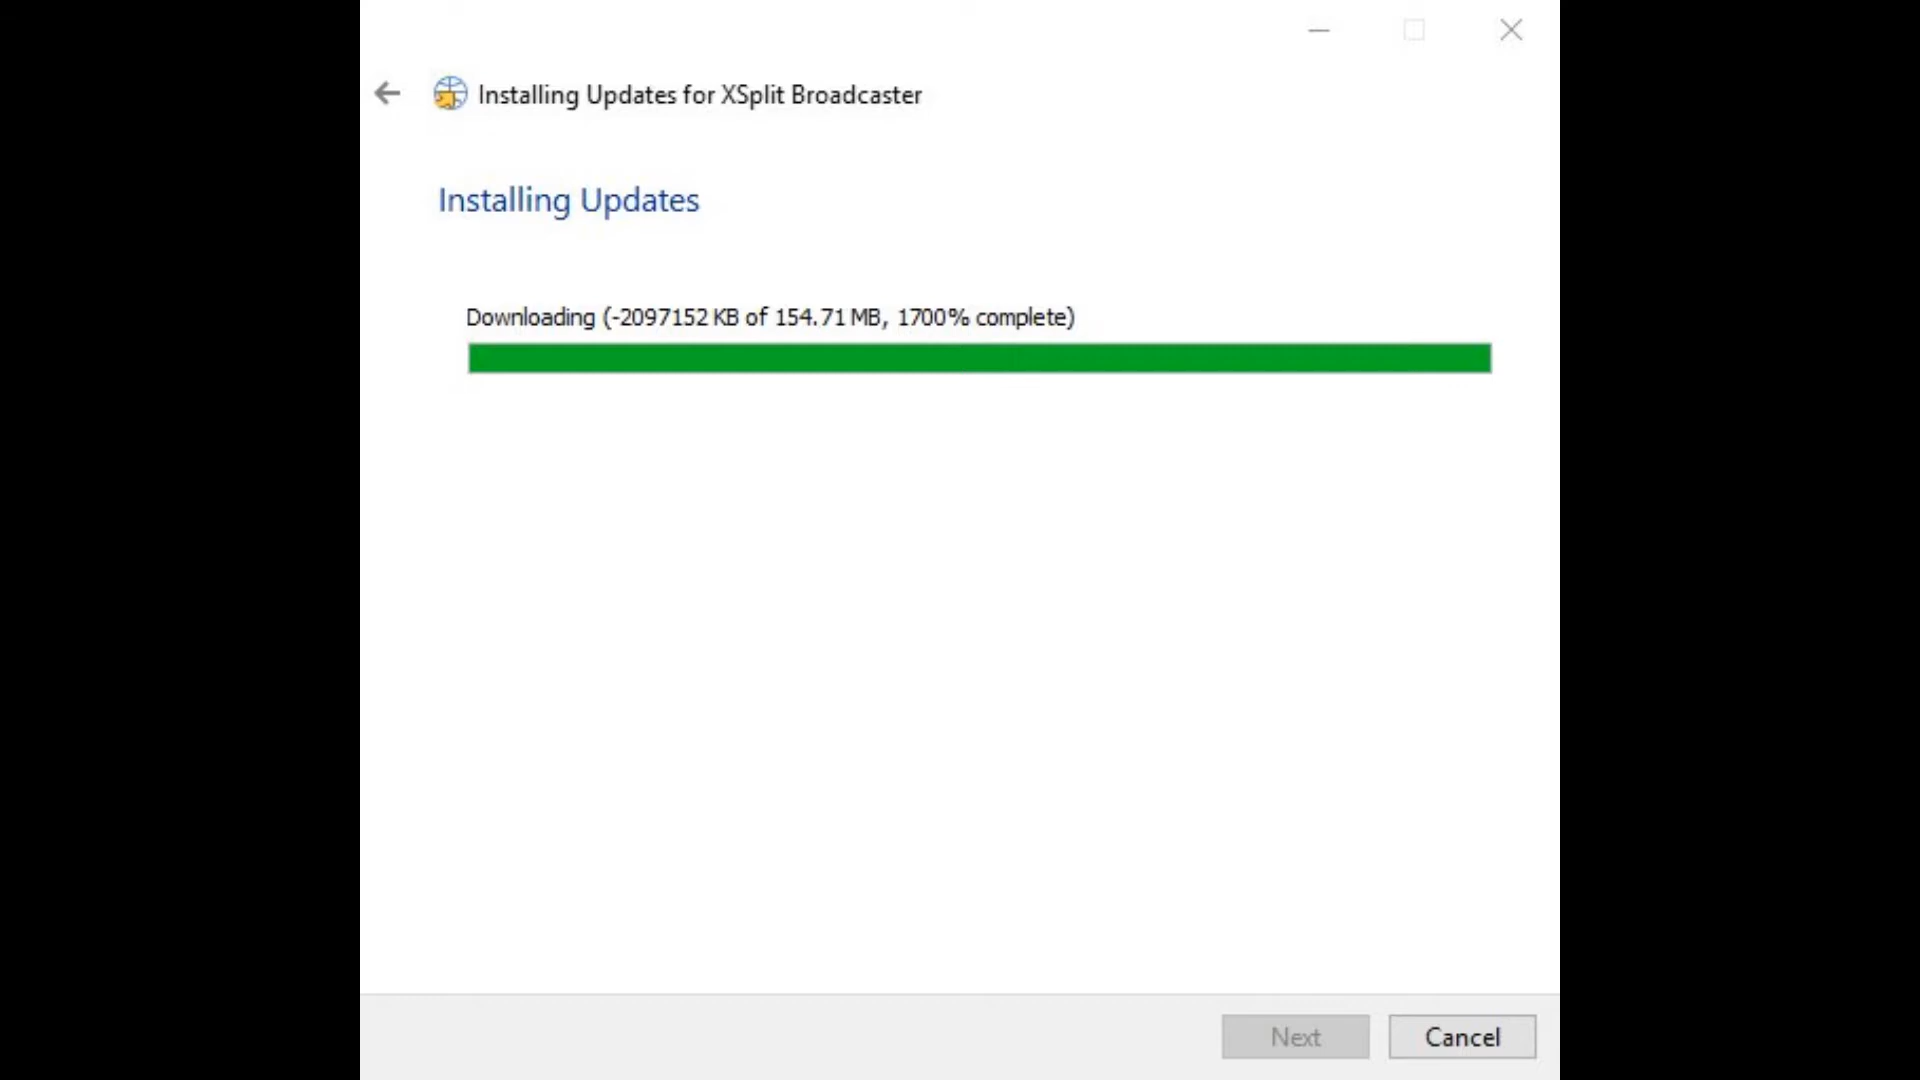 Installing Updates for XSplit Broadcaster
Installing Updates
Downloading (-2097152 KB of 154.71 MB, 1700% complete)
Next
Cancel